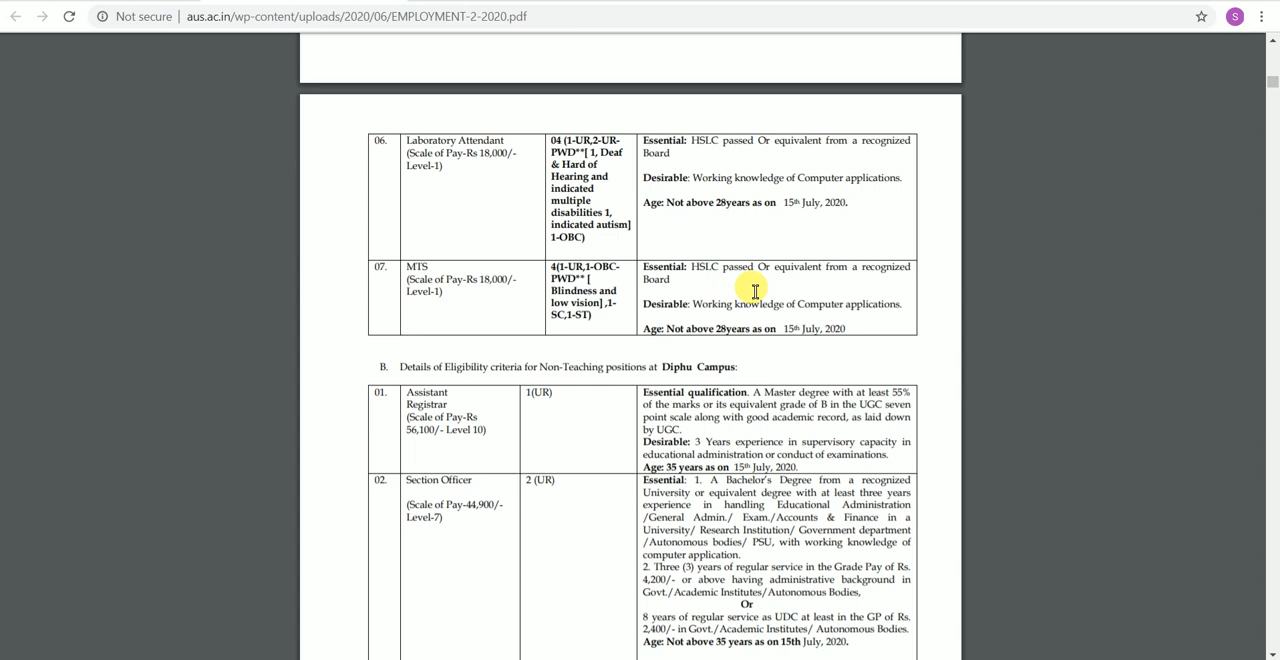 Not secure
aus.ac.in/wp-content/uploads/2020/06/EMPLOYMENT-2-2020.pdf
S
06.
Laboratory Attendant
(Scale of Pay-Rs 18,000/-
Level-1)
04 (1-UR,2-UR-
PWD**[ 1, Deaf
& Hard of
Hearing and
indicated
multiple
disabilities 1,
indicated autism]
1-OBC)
Essential: HSLC passed Or equivalent from a recognized
Board
Desirable: Working knowledge of Computer applications.
Age: Not above 28years as on 15th July, 2020.
07.
MTS
(Scale of Pay-Rs 18,000/-
Level-1)
4(1-UR,1-OBC-
PWD** [
Blindness and
low vision] ,1-
SC,1-ST)
Essential: HSLC passed Or equivalent from a recognized
Board
Desirable: Working knowledge of Computer applications.
Age: Not above 28years as on 15th July, 2020
B. Details of Eligibility criteria for Non-Teaching positions at Diphu Campus:
01.
Assistant
Registrar
(Scale of Pay-Rs
56,100/- Level 10)
1(UR)
Essential qualification. A Master degree with at least 55%
of the marks or its equivalent grade of B in the UGC seven
point scale along with good academic record, as laid down
by UGC.
Desirable: 3 Years experience in supervisory capacity in
educational administration or conduct of examinations.
Age: 35 years as on 15th July, 2020.
02.
Section Officer
(Scale of Pay-44,900/-
Level-7)
2 (UR)
Essential: 1. A Bachelor's Degree from a recognized
University or equivalent degree with at least three years
experience in handling Educational Administration
/General Admin./ Exam./Accounts & Finance in a
University/ Research Institution/ Government department
/Autonomous bodies/ PSU, with working knowledge of
computer application.
2. Three (3) years of regular service in the Grade Pay of Rs.
4,200/- or above having administrative background in
Govt./Academic Institutes/Autonomous Bodies,
Or
8 years of regular service as UDC at least in the GP of Rs.
2,400/- in Govt./Academic Institutes/ Autonomous Bodies.
Age: Not above 35 years as on 15th July, 2020.